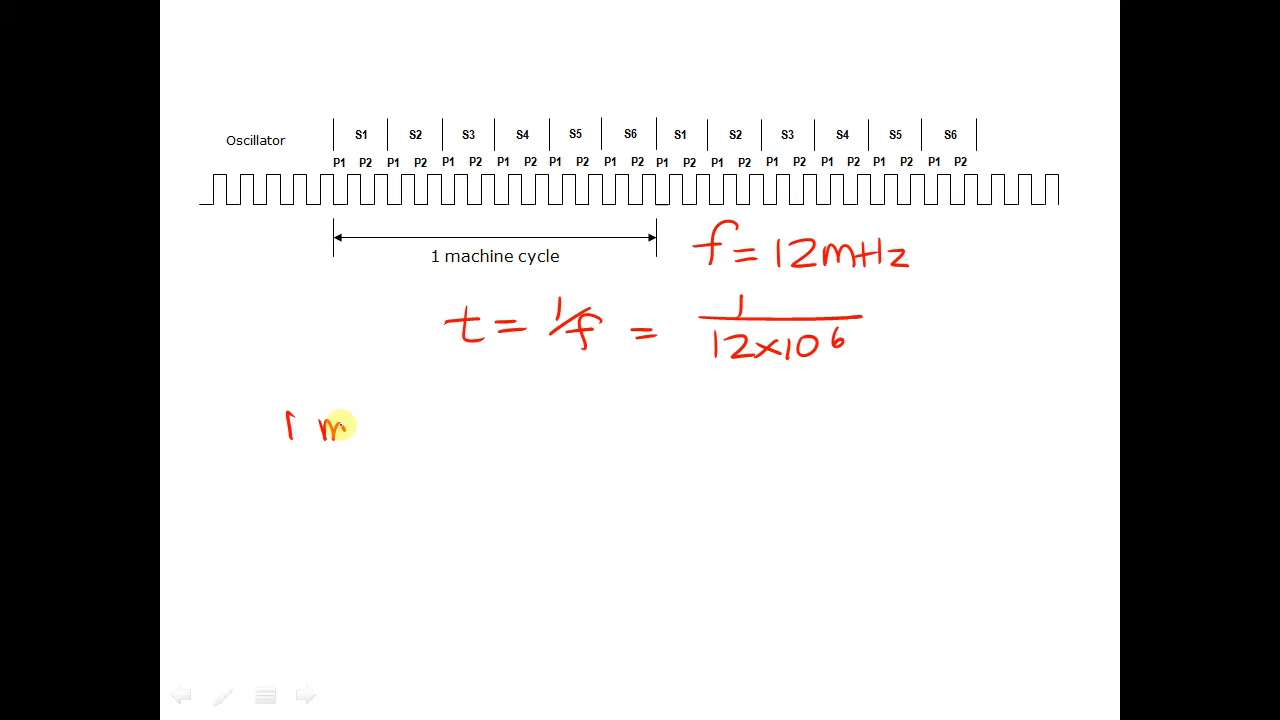 Oscillator S1 S2 S3 S4 S5 S6 S1 S2 S3 S4 S5 S6
P1 P2 P1 P2 P1 P2 P1 P2 P1 P2 P1 P2 P1 P2 P1 P2 P1 P2 P1 P2 P1 P2 P1 P2
1 machine cycle
f = 12mHz
t = 1/f = 1/12×10⁶
1 m